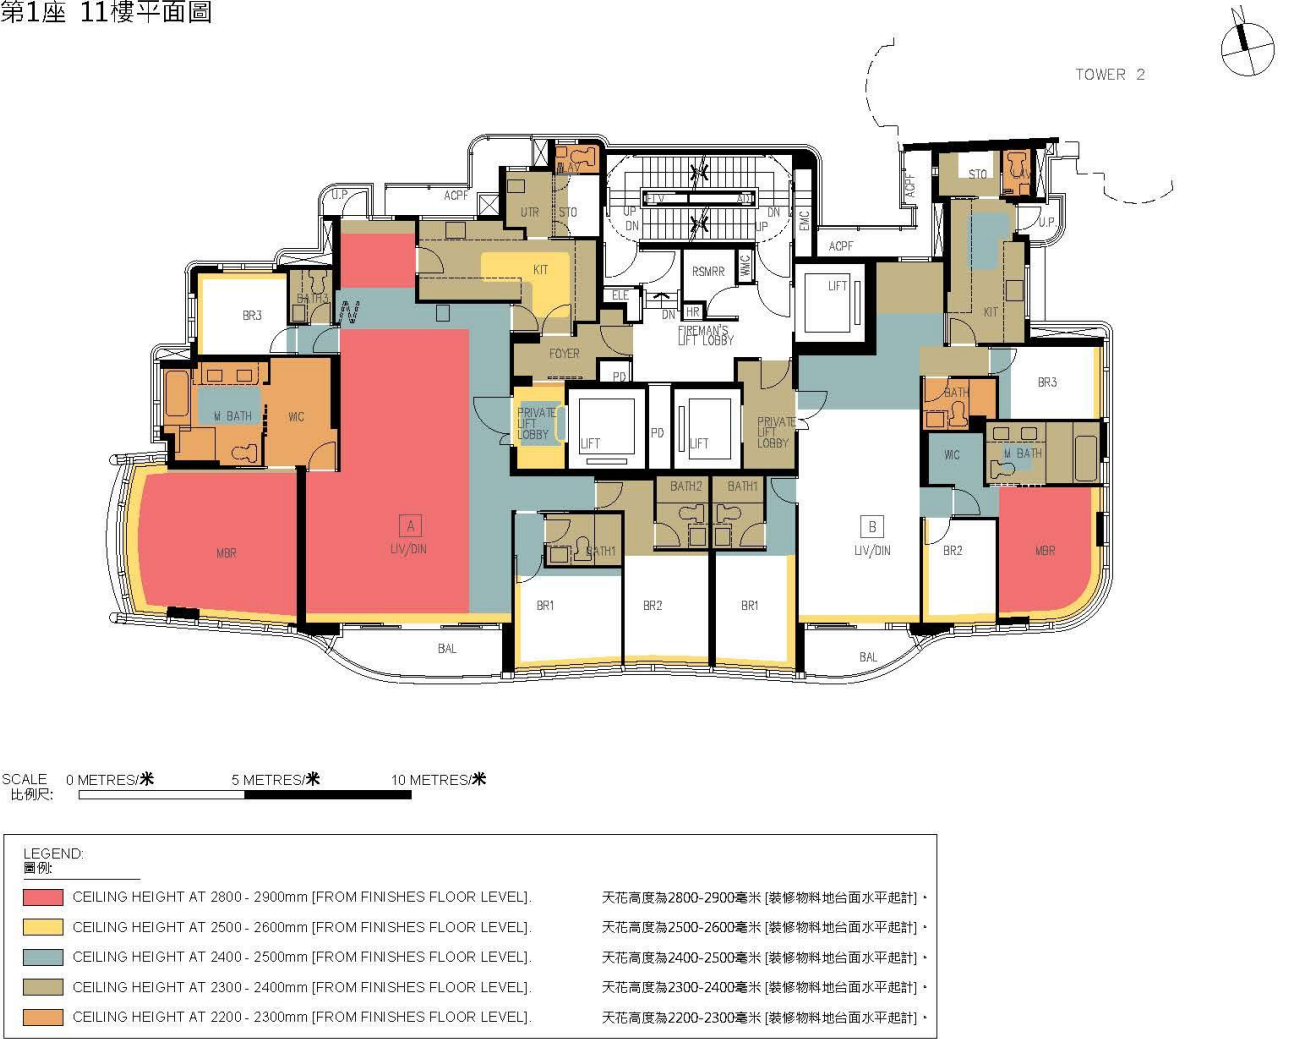 第1座 11樓平面圖
TOWER 2
U.P
ACPF
LAV
UTR
STO
UP
DN
FTV
AD
DN
UP
EMC
ACPF
ACPF
STO
LAV
U.P
KIT
RSMRR
WMC
LIFT
BR3
BATH3
ELE
HR
DN
FIREMAN'S
LIFT LOBBY
KIT
FOYER
PD
BR3
M BATH
WIC
PRIVATE
LIFT
LOBBY
LIFT
PD
LIFT
PRIVATE
LIFT
LOBBY
BATH
WIC
M BATH
MBR
A
LIV/DIN
BATH2
BATH1
BATH1
B
LIV/DIN
BR2
MBR
BR1
BR2
BR1
BAL
BAL
SCALE
比例尺:
0 METRES/米
5 METRES/米
10 METRES/米
LEGEND:
圖例:
CEILING HEIGHT AT 2800 - 2900mm [FROM FINISHES FLOOR LEVEL]. 天花高度為2800-2900毫米 [裝修物料地台面水平起計]。
CEILING HEIGHT AT 2500 - 2600mm [FROM FINISHES FLOOR LEVEL]. 天花高度為2500-2600毫米 [裝修物料地台面水平起計]。
CEILING HEIGHT AT 2400 - 2500mm [FROM FINISHES FLOOR LEVEL]. 天花高度為2400-2500毫米 [裝修物料地台面水平起計]。
CEILING HEIGHT AT 2300 - 2400mm [FROM FINISHES FLOOR LEVEL]. 天花高度為2300-2400毫米 [裝修物料地台面水平起計]。
CEILING HEIGHT AT 2200 - 2300mm [FROM FINISHES FLOOR LEVEL]. 天花高度為2200-2300毫米 [裝修物料地台面水平起計]。